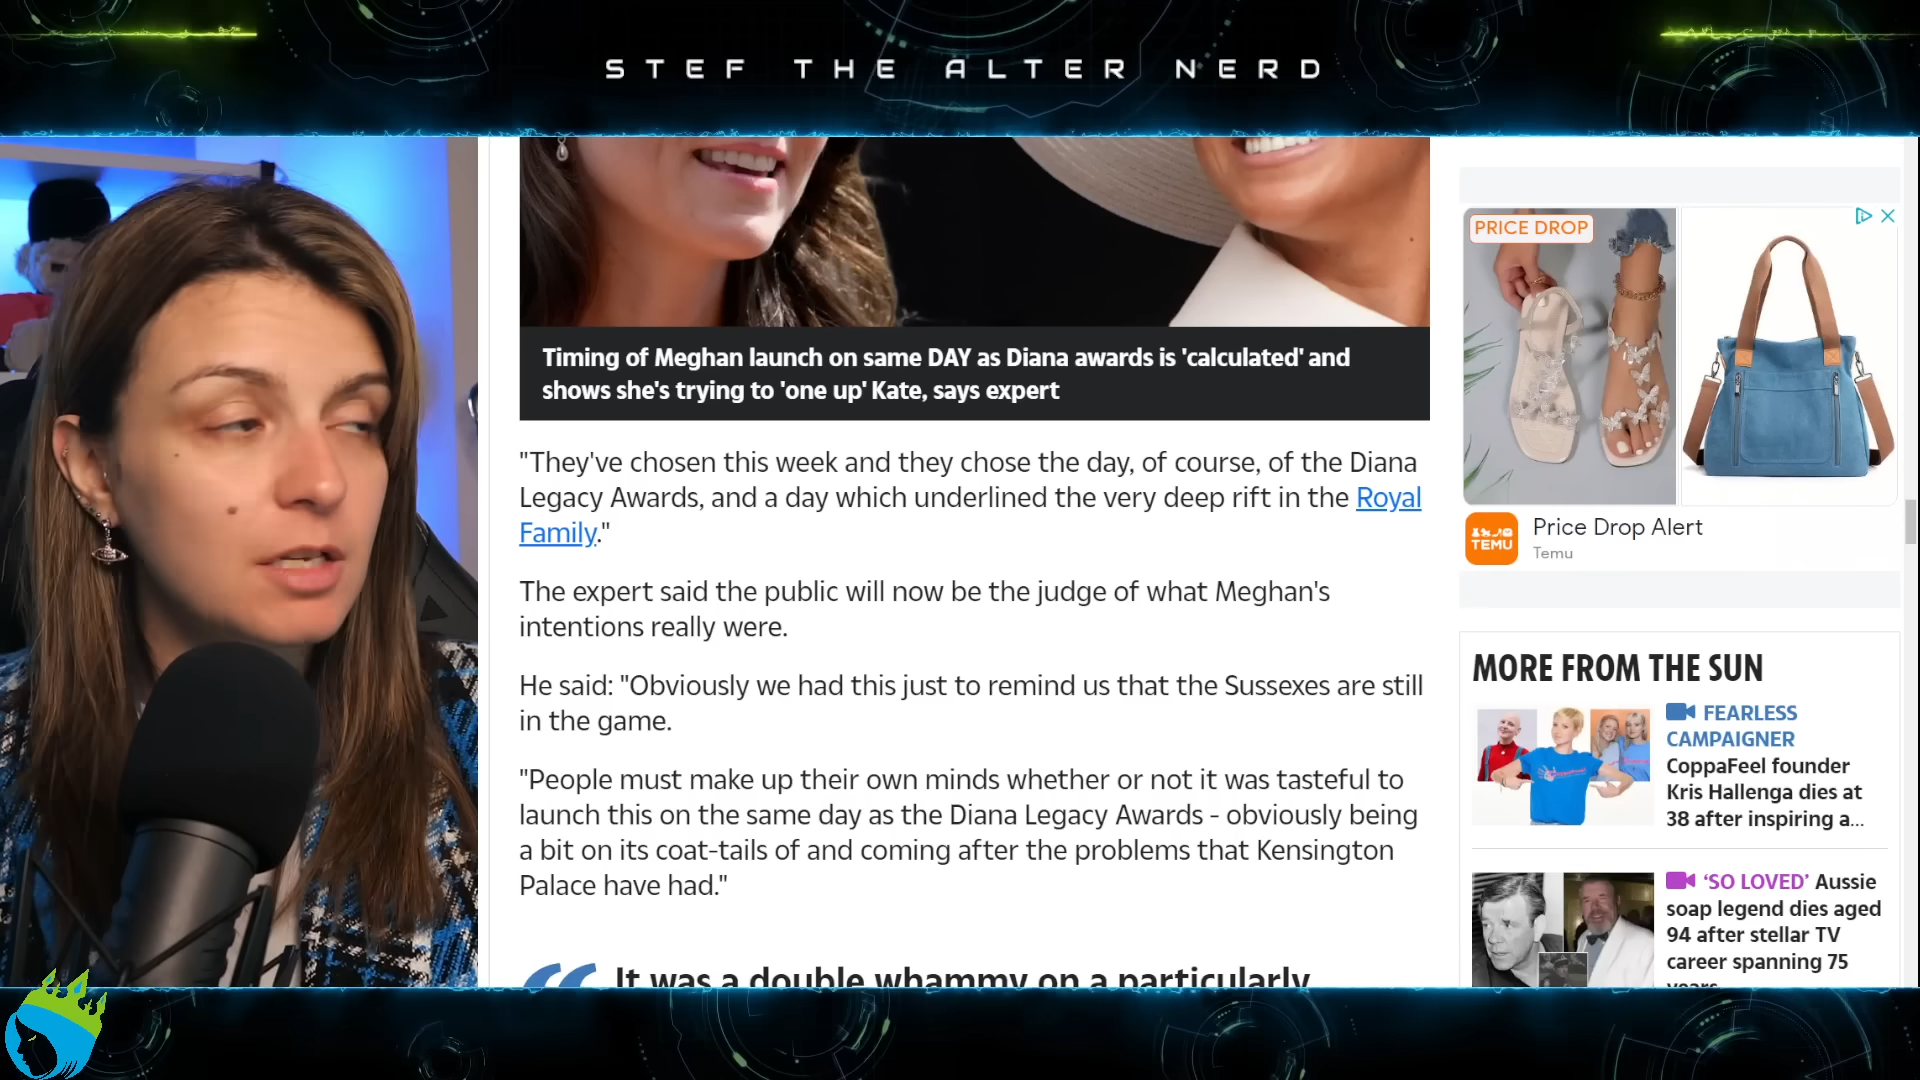 STEF THE ALTER NERD
Timing of Meghan launch on same DAY as Diana awards is 'calculated' and
shows she's trying to 'one up' Kate, says expert
"They've chosen this week and they chose the day, of course, of the Diana
Legacy Awards, and a day which underlined the very deep rift in the Royal
Family."
The expert said the public will now be the judge of what Meghan's
intentions really were.
He said: "Obviously we had this just to remind us that the Sussexes are still
in the game.
"People must make up their own minds whether or not it was tasteful to
launch this on the same day as the Diana Legacy Awards - obviously being
a bit on its coat-tails of and coming after the problems that Kensington
Palace have had."
It was a double whammy on a particularly
PRICE DROP
TEMU
Price Drop Alert
Temu
MORE FROM THE SUN
FEARLESS
CAMPAIGNER
CoppaFeel founder
Kris Hallenga dies at
38 after inspiring a...
'SO LOVED' Aussie
soap legend dies aged
94 after stellar TV
career spanning 75
years